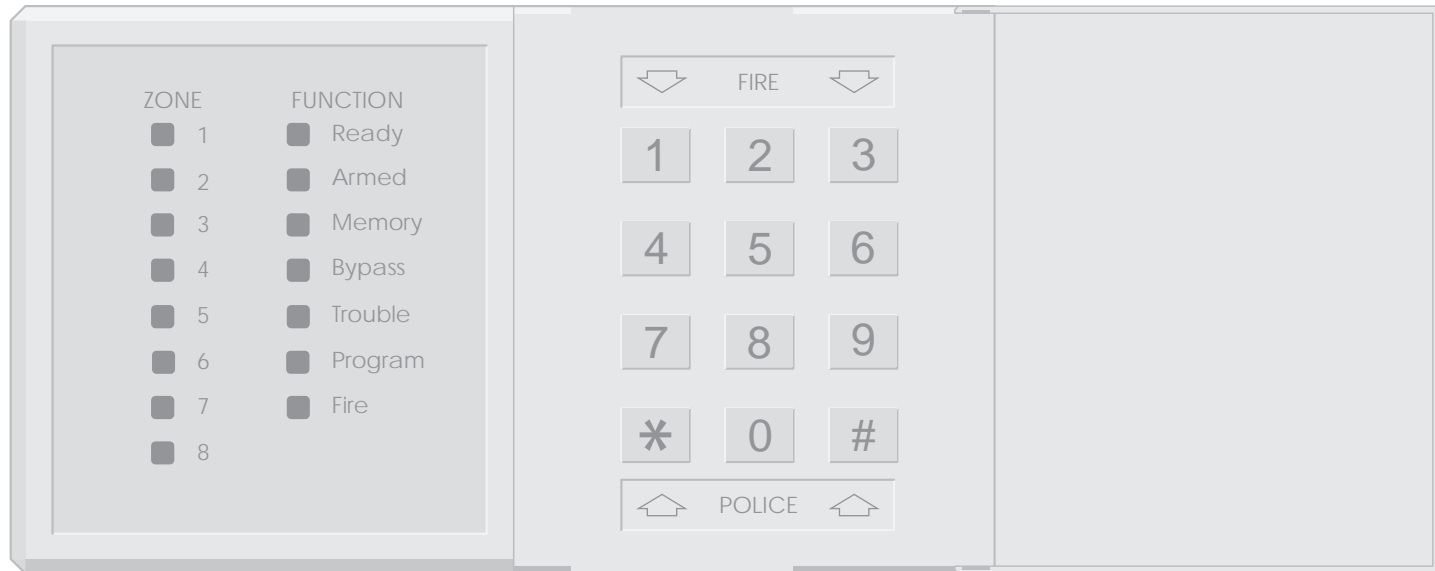 ZONE FUNCTION
1 Ready
2 Armed
3 Memory
4 Bypass
5 Trouble
6 Program
7 Fire
8
FIRE
1 2 3
4 5 6
7 8 9
* 0 #
POLICE